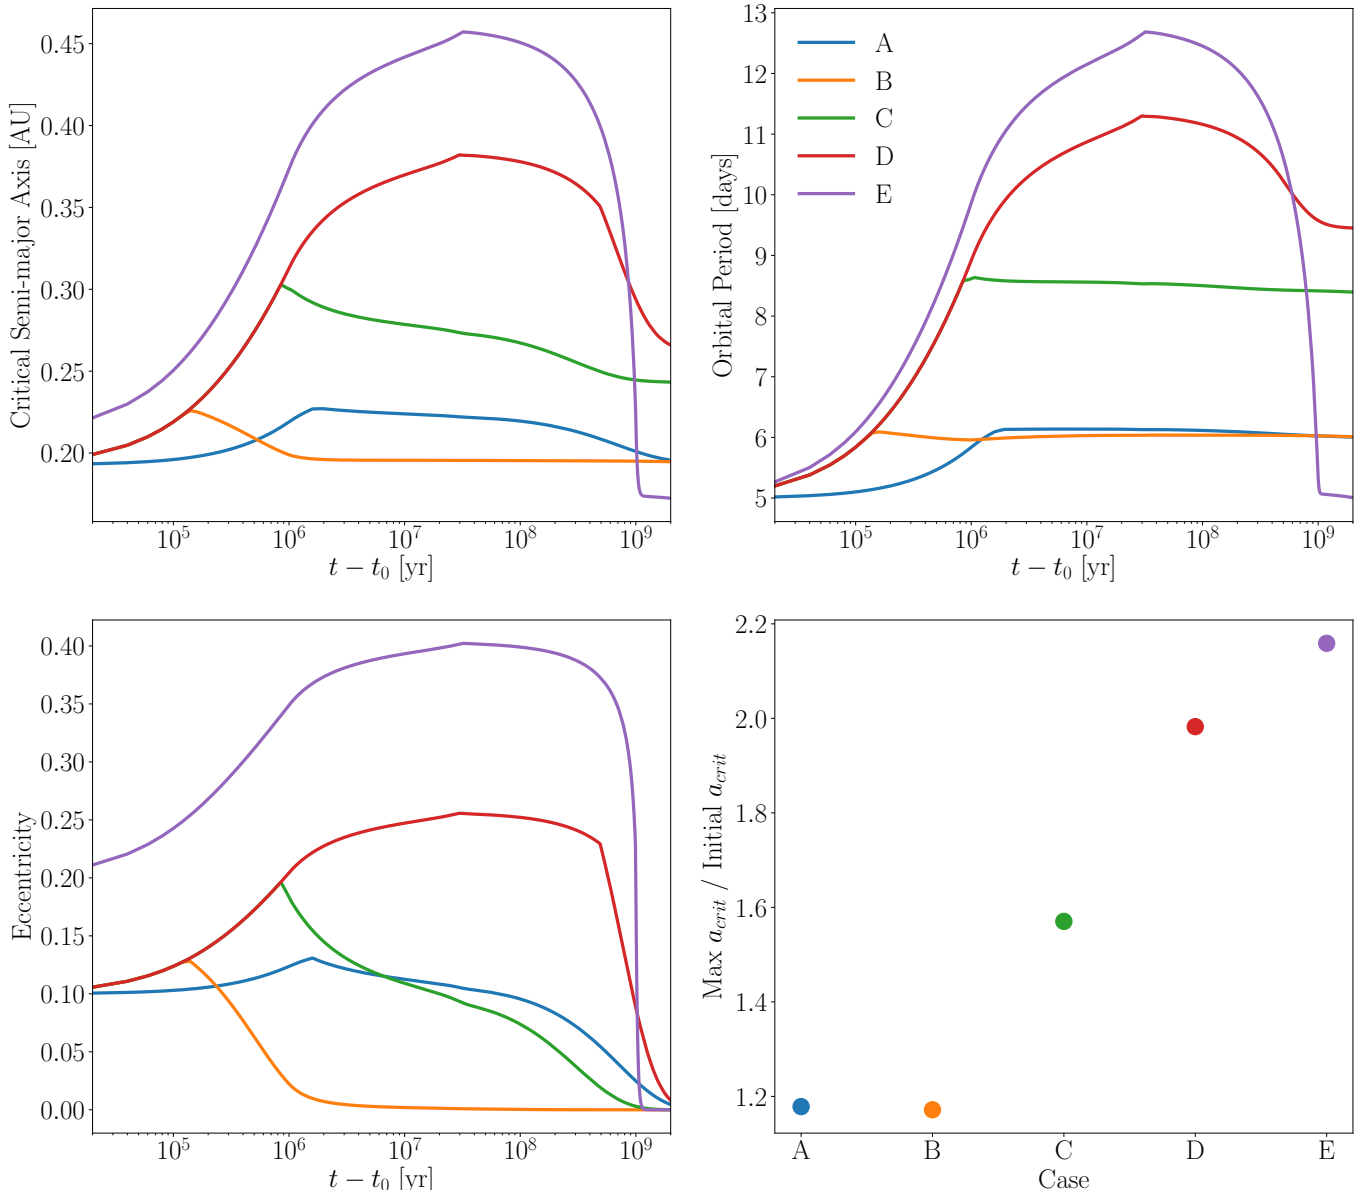 Critical Semi-major Axis [AU]
0.45
0.40
0.35
0.30
0.25
0.20
10^5
10^6
10^7
10^8
10^9
t − t_0 [yr]
Orbital Period [days]
13
12
11
10
9
8
7
6
5
A
B
C
D
E
10^5
10^6
10^7
10^8
10^9
t − t_0 [yr]
Eccentricity
0.40
0.35
0.30
0.25
0.20
0.15
0.10
0.05
0.00
10^5
10^6
10^7
10^8
10^9
t − t_0 [yr]
Max a_crit / Initial a_crit
2.2
2.0
1.8
1.6
1.4
1.2
A
B
C
D
E
Case